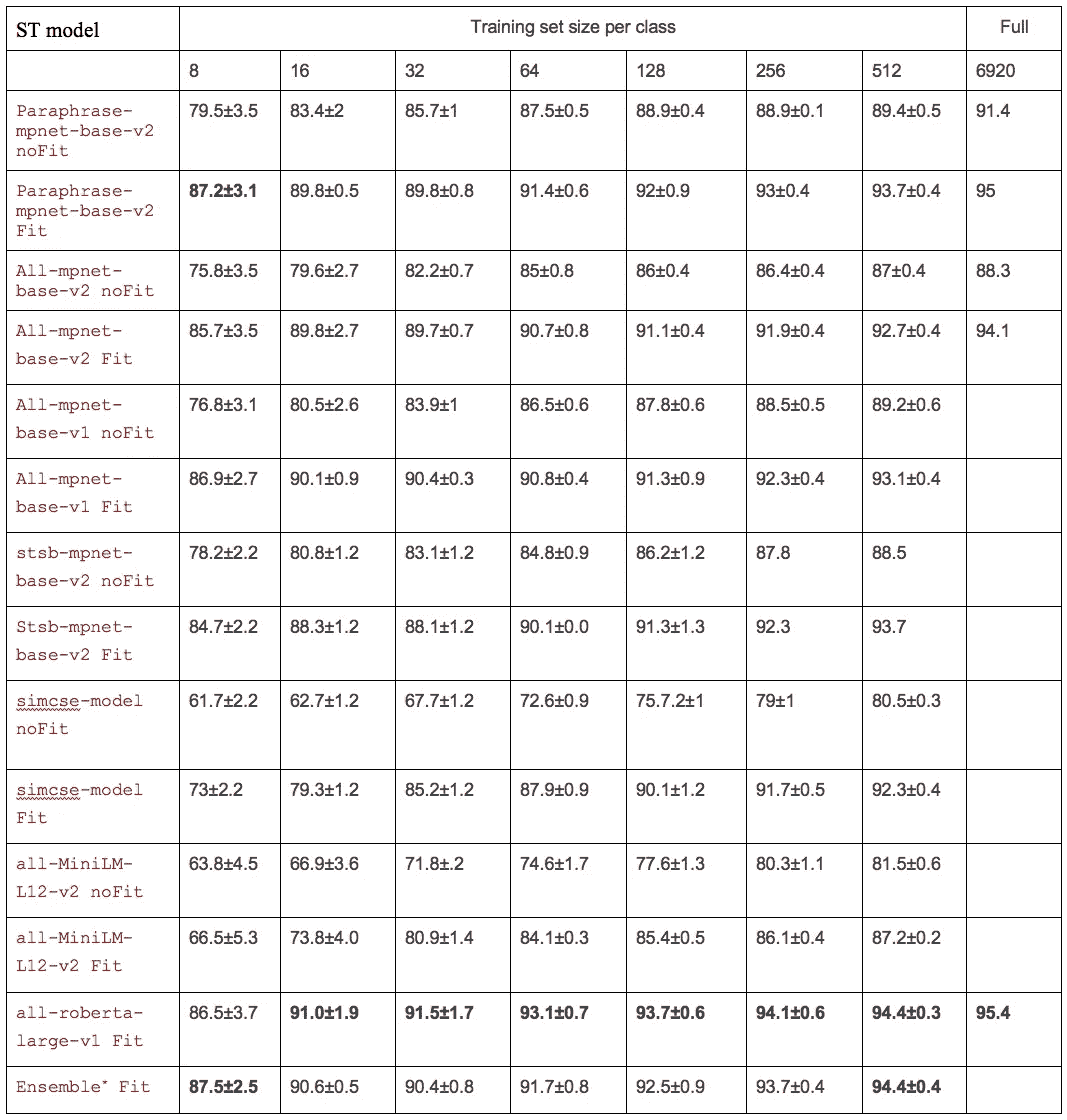 ST model Training set size per class Full
8 16 32 64 128 256 512 6920
Paraphrase- 79.5±3.5 83.4±2 85.7±1 87.5±0.5 88.9±0.4 88.9±0.1 89.4±0.5 91.4
mpnet-base-v2
noFit
Paraphrase- 87.2±3.1 89.8±0.5 89.8±0.8 91.4±0.6 92±0.9 93±0.4 93.7±0.4 95
mpnet-base-v2
Fit
All-mpnet- 75.8±3.5 79.6±2.7 82.2±0.7 85±0.8 86±0.4 86.4±0.4 87±0.4 88.3
base-v2 noFit
All-mpnet- 85.7±3.5 89.8±2.7 89.7±0.7 90.7±0.8 91.1±0.4 91.9±0.4 92.7±0.4 94.1
base-v2 Fit
All-mpnet- 76.8±3.1 80.5±2.6 83.9±1 86.5±0.6 87.8±0.6 88.5±0.5 89.2±0.6
base-v1 noFit
All-mpnet- 86.9±2.7 90.1±0.9 90.4±0.3 90.8±0.4 91.3±0.9 92.3±0.4 93.1±0.4
base-v1 Fit
stsb-mpnet- 78.2±2.2 80.8±1.2 83.1±1.2 84.8±0.9 86.2±1.2 87.8 88.5
base-v2 noFit
Stsb-mpnet- 84.7±2.2 88.3±1.2 88.1±1.2 90.1±0.0 91.3±1.3 92.3 93.7
base-v2 Fit
simcse-model 61.7±2.2 62.7±1.2 67.7±1.2 72.6±0.9 75.7.2±1 79±1 80.5±0.3
noFit
simcse-model 73±2.2 79.3±1.2 85.2±1.2 87.9±0.9 90.1±1.2 91.7±0.5 92.3±0.4
Fit
all-MiniLM- 63.8±4.5 66.9±3.6 71.8±.2 74.6±1.7 77.6±1.3 80.3±1.1 81.5±0.6
L12-v2 noFit
all-MiniLM- 66.5±5.3 73.8±4.0 80.9±1.4 84.1±0.3 85.4±0.5 86.1±0.4 87.2±0.2
L12-v2 Fit
all-roberta- 86.5±3.7 91.0±1.9 91.5±1.7 93.1±0.7 93.7±0.6 94.1±0.6 94.4±0.3 95.4
large-v1 Fit
Ensemble* Fit 87.5±2.5 90.6±0.5 90.4±0.8 91.7±0.8 92.5±0.9 93.7±0.4 94.4±0.4